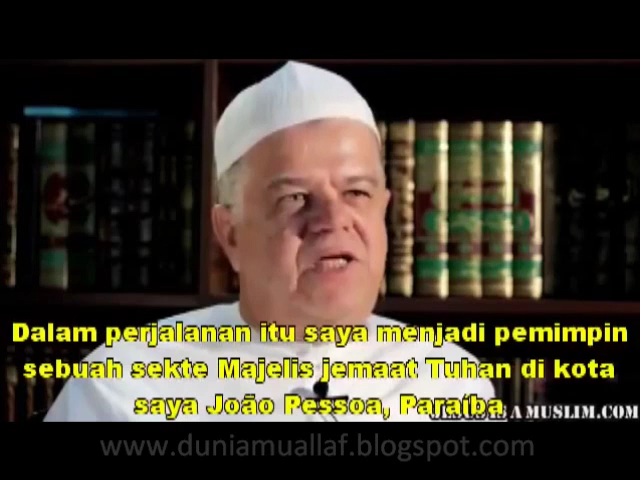 Dalam perjalanan itu saya menjadi pemimpin
sebuah sekte Majelis jemaat Tuhan di kota
saya João Pessoa, Paraíba
IS A MUSLIM.COM
www.duniamuallaf.blogspot.com